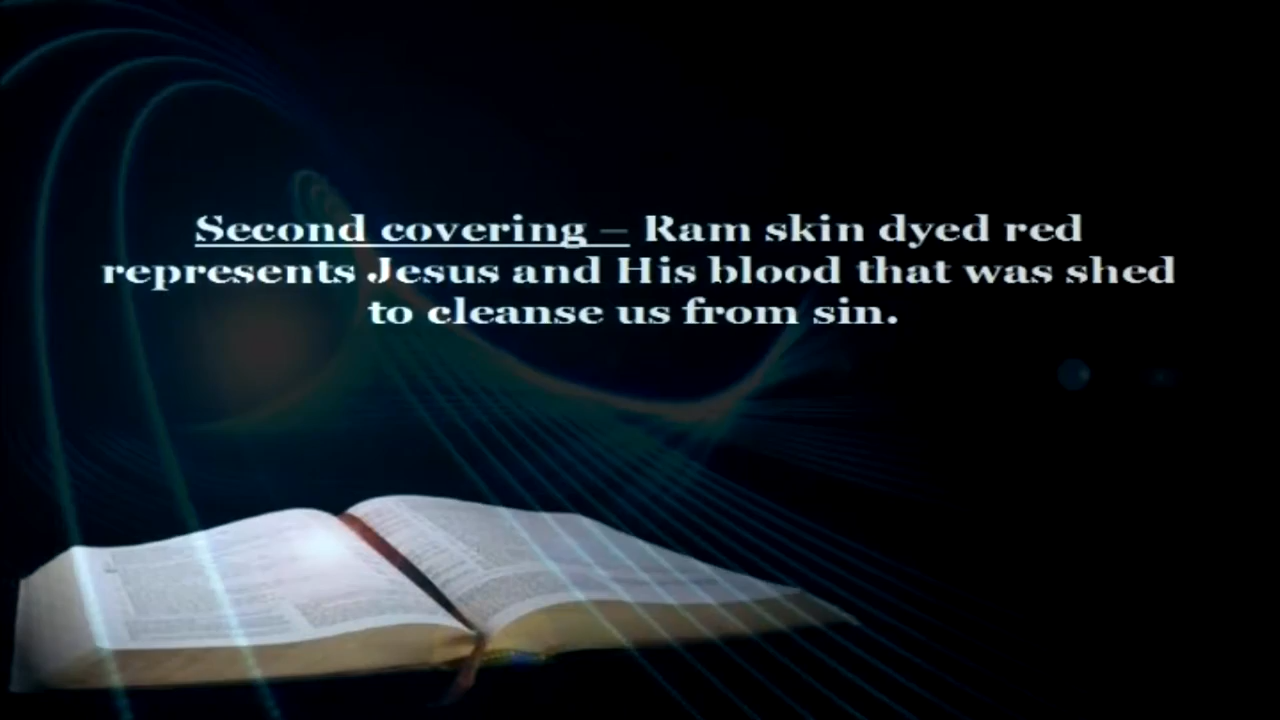 Second covering – Ram skin dyed red
represents Jesus and His blood that was shed
to cleanse us from sin.